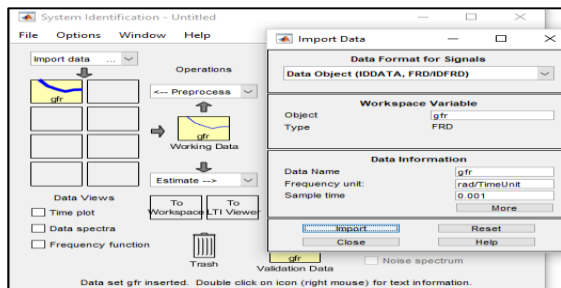 System Identification - Untitled
File Options Window Help
Import data ...
Operations
<-- Preprocess
gfr
gfr
Working Data
Estimate -->
Data Views
To Workspace
To LTI Viewer
Time plot
Data spectra
Frequency function
Trash
gfr
Validation Data
Noise spectrum
Data set gfr inserted. Double click on icon (right mouse) for text information.
Import Data
Data Format for Signals
Data Object (IDDATA, FRD/IDFRD)
Workspace Variable
Object gfr
Type FRD
Data Information
Data Name gfr
Frequency unit: rad/TimeUnit
Sample time 0.001
More
Import Reset
Close Help